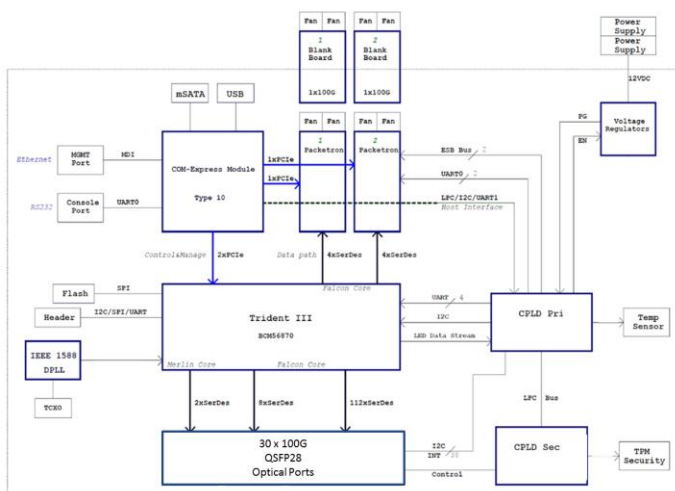 Fan Fan
Fan Fan
Power
Supply
Power
Supply
1
Blank
Board
1x100G
2
Blank
Board
1x100G
12VDC
mSATA
USB
Fan Fan
Fan Fan
PG
EN
Voltage
Regulators
Ethernet
MGMT
Port
MDI
COM-Express Module
Type 10
1xPCIe
1xPCIe
1
Packetron
2
Packetron
ESB Bus
2
UART0
2
RS232
Console
Port
UART0
LPC/I2C/UART1
Host Interface
Control&Manage
2xPCIe
Data path
4xSerDes
4xSerDes
Flash
SPI
Falcon Core
Header
I2C/SPI/UART
Trident III
BCM56870
UART
4
I2C
LED Data Stream
CPLD Pri
Temp
Sensor
IEEE 1588
DPLL
Merlin Core
Falcon Core
TCXO
2xSerDes
8xSerDes
112xSerDes
LPC
Bus
30 x 100G
QSFP28
Optical Ports
I2C
INT
Control
CPLD Sec
TPM
Security